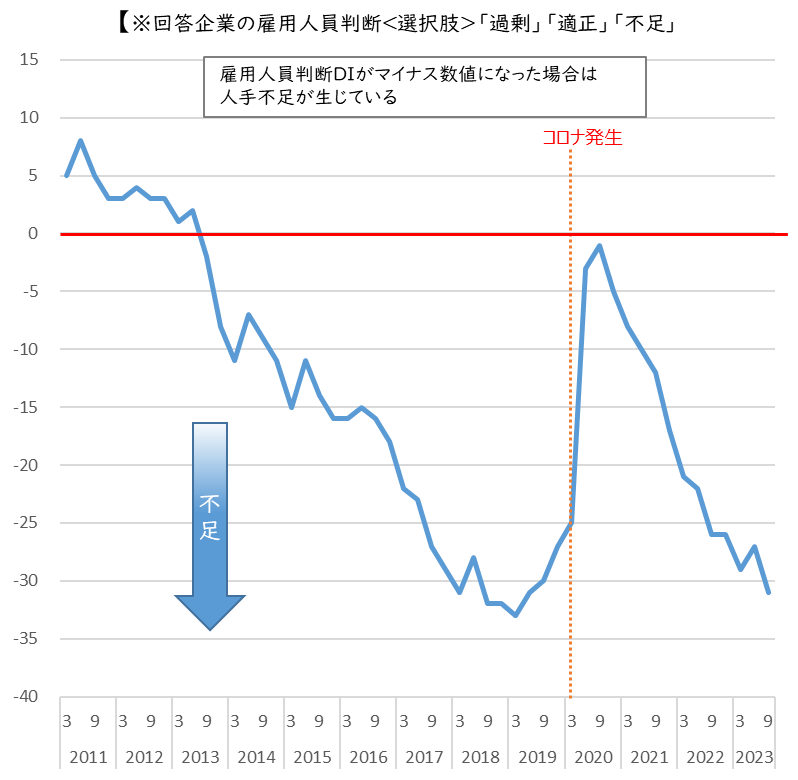 【※回答企業の雇用人員判断<選択肢>「過剰」「適正」「不足」
雇用人員判断DIがマイナス数値になった場合は
人手不足が生じている
コロナ発生
15
10
5
0
-5
-10
-15
-20
-25
-30
-35
-40
不足
3 9 3 9 3 9 3 9 3 9 3 9 3 9 3 9 3 9 3 9 3 9 3 9 3 9
2011 2012 2013 2014 2015 2016 2017 2018 2019 2020 2021 2022 2023